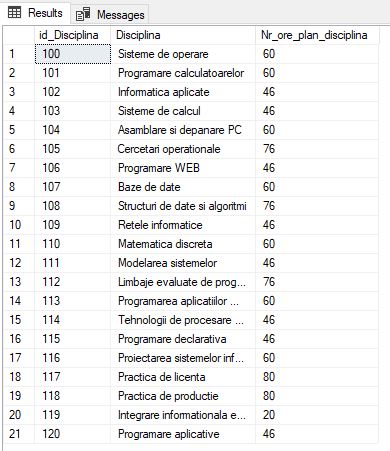 Results Messages
id_Disciplina Disciplina Nr_ore_plan_disciplina
1 100 Sisteme de operare 60
2 101 Programare calculatoarelor 60
3 102 Informatica aplicate 46
4 103 Sisteme de calcul 46
5 104 Asamblare si depanare PC 60
6 105 Cercetari operationale 76
7 106 Programare WEB 46
8 107 Baze de date 60
9 108 Structuri de date si algoritmi 76
10 109 Retele informatice 46
11 110 Matematica discreta 60
12 111 Modelarea sistemelor 46
13 112 Limbaje evaluate de prog... 76
14 113 Programarea aplicatiilor ... 60
15 114 Tehnologii de procesare ... 46
16 115 Programare declarativa 46
17 116 Proiectarea sistemelor inf... 60
18 117 Practica de licenta 80
19 118 Practica de productie 80
20 119 Integrare informationala e... 20
21 120 Programare aplicative 46